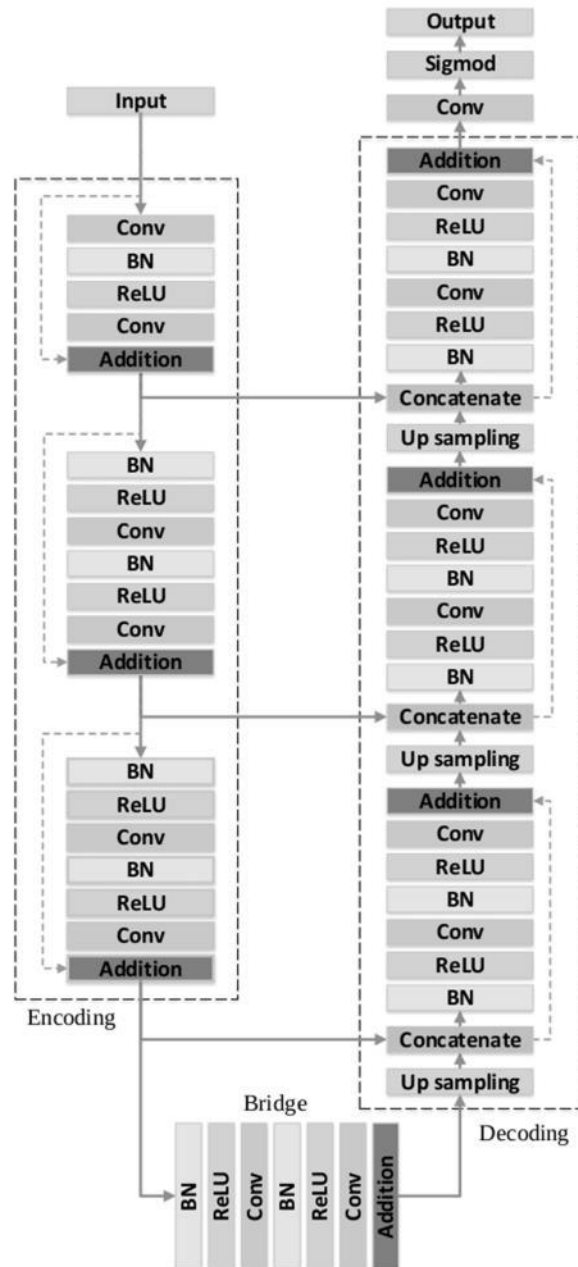 Input
Conv
BN
ReLU
Conv
Addition
BN
ReLU
Conv
BN
ReLU
Conv
Addition
BN
ReLU
Conv
BN
ReLU
Conv
Addition
Encoding
Bridge
BN
ReLU
Conv
BN
ReLU
Conv
Addition
Output
Sigmod
Conv
Addition
Conv
ReLU
BN
Conv
ReLU
BN
Concatenate
Up sampling
Addition
Conv
ReLU
BN
Conv
ReLU
BN
Concatenate
Up sampling
Addition
Conv
ReLU
BN
Conv
ReLU
BN
Concatenate
Up sampling
Decoding